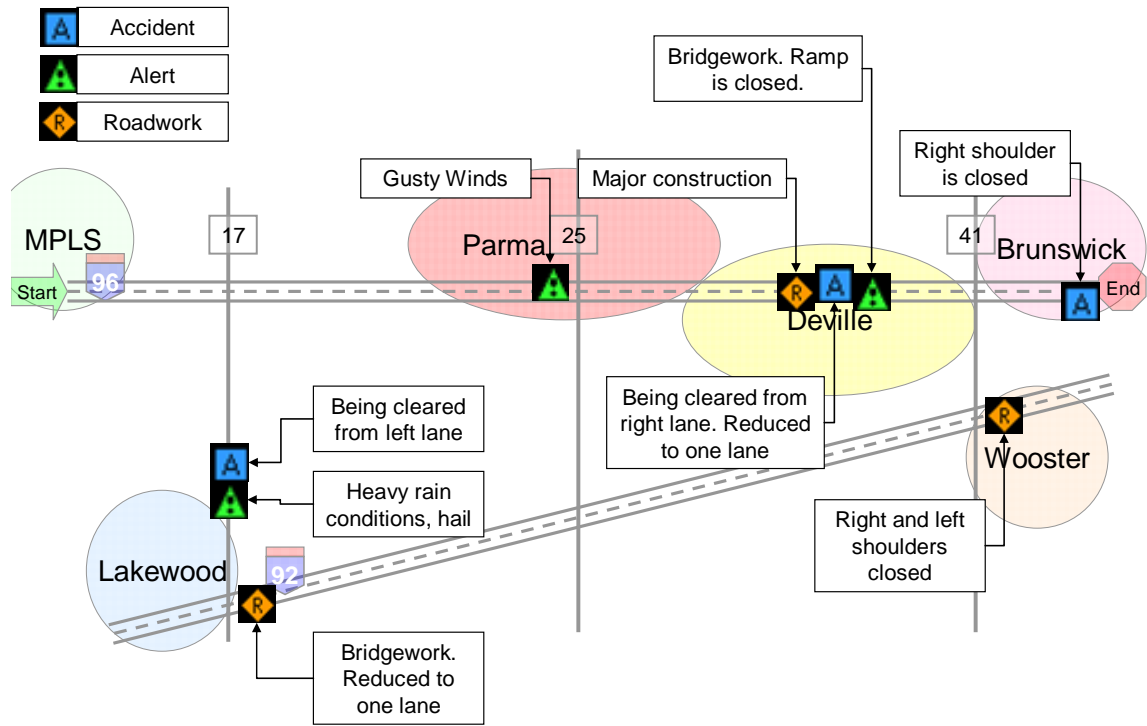 A
Accident
Alert
R
Roadwork
Bridgework. Ramp
is closed.
Gusty Winds
Major construction
Right shoulder
is closed
MPLS
17
Parma
25
41
Brunswick
Start
96
R
A
A
End
Deville
Being cleared
from left lane
Being cleared from
right lane. Reduced
to one lane
R
Wooster
A
Heavy rain
conditions, hail
Right and left
shoulders
closed
Lakewood
92
R
Bridgework.
Reduced to
one lane